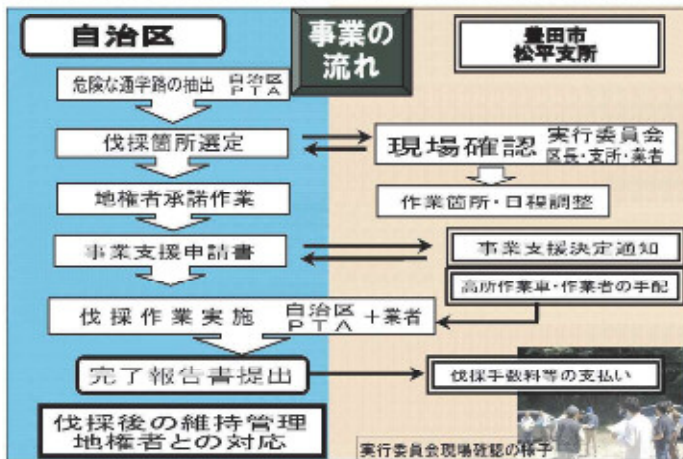 自治区
事業の
流れ
豊田市
松平支所
危険な通学路の抽出 自治区
PTA
伐採箇所選定
現場確認 実行委員会
区長・支所・業者
地権者承諾作業
作業箇所・日程調整
事業支援申請書
事業支援決定通知
高所作業車・作業者の手配
伐採作業実施 自治区
PTA +業者
完了報告書提出
伐採手数料等の支払い
伐採後の維持管理
地権者との対応
実行委員会現場確認の様子